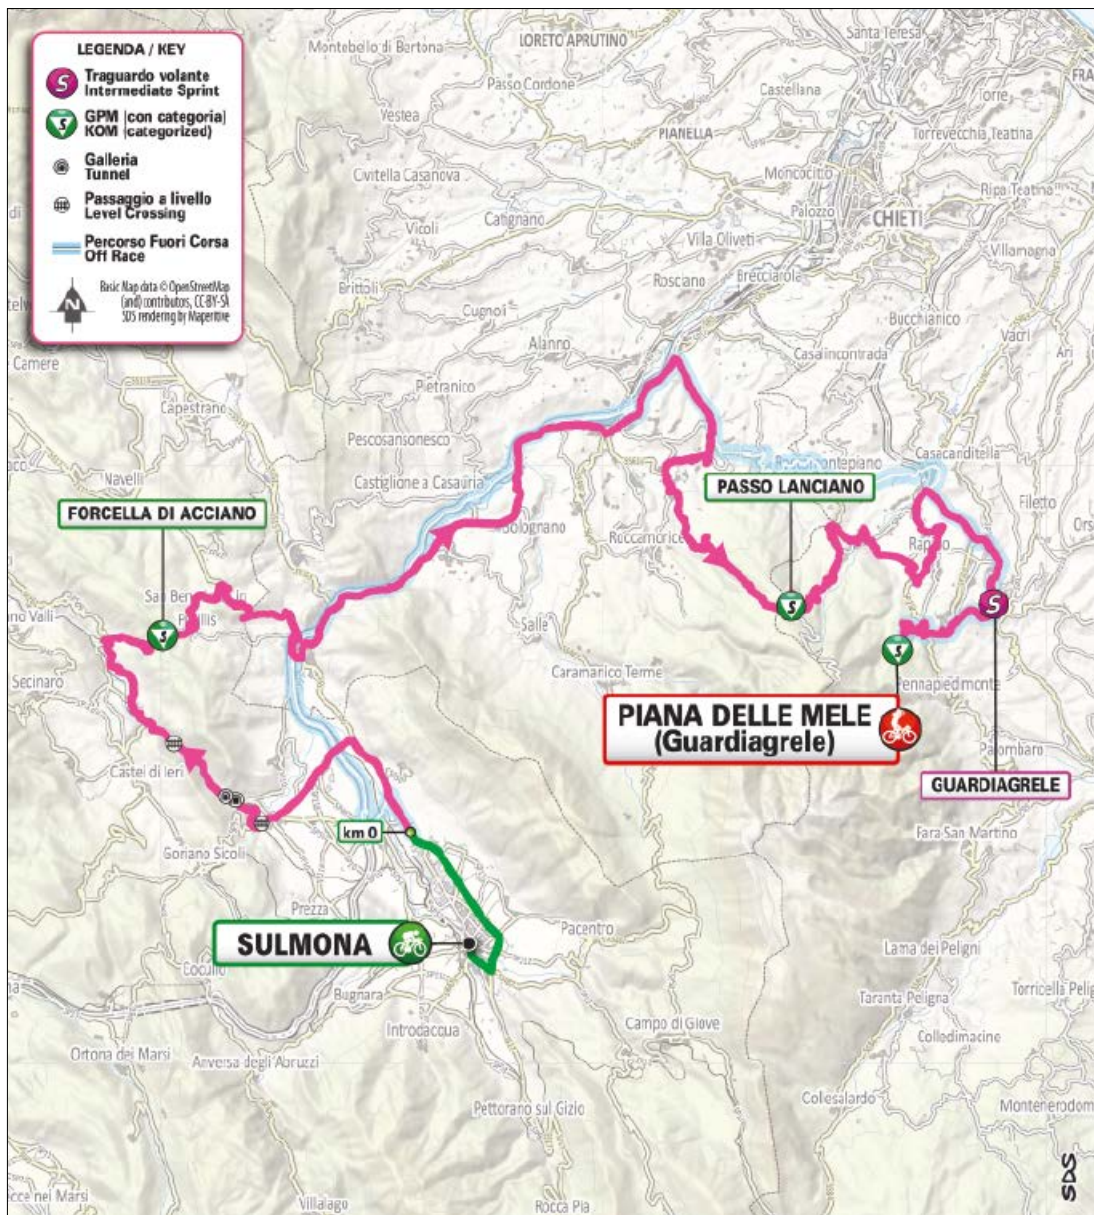 LEGENDA / KEY
Traguardo volante
Intermediate Sprint
GPM (con categoria)
KOM (categorized)
Galleria
Tunnel
Passaggio a livello
Level Crossing
Percorso Fuori Corsa
Off Race
Basic Map data © OpenStreetMap
(and) contributors, CC-BY-SA
SDS rendering by Maperitive
N
Santa Teresa
Montebello di Bertona
LORETO APRUTINO
Passo Cordone
Castellana
Torre
Vestea
PIANELLA
Torrevecchia Teatina
Civitella Casanova
Moncocitto
Ripa Teatina
Catignano
Palozzo
CHIETI
Vicoli
Villa Oliveti
Villamagna
Brecciarola
Rosciano
Brittoli
Cugnoli
Bucchianico
Vacri
Camere
Alanno
Casalincontrada
Ari
Pietranico
Capestrano
Pescosansonesco
Casacanditella
Navelli
Castiglione a Casauria
PASSO LANCIANO
Filetto
FORCELLA DI ACCIANO
Bolognano
Roccamorice
S
Salle
Secinaro
Caramanico Terme
Pennapiedimonte
PIANA DELLE MELE
(Guardiagrele)
Palombaro
Castel di Ieri
GUARDIAGRELE
km 0
Fara San Martino
Goriano Sicoli
Prezza
SULMONA
Pacentro
Lama dei Peligni
Cocullo
Bugnara
Taranta Peligna
Introdacqua
Campo di Giove
Colledimacine
Ortona dei Marsi
Anversa degli Abruzzi
Colle salardo
Pettorano sul Gizio
Villalago
Rocca Pia
SDS